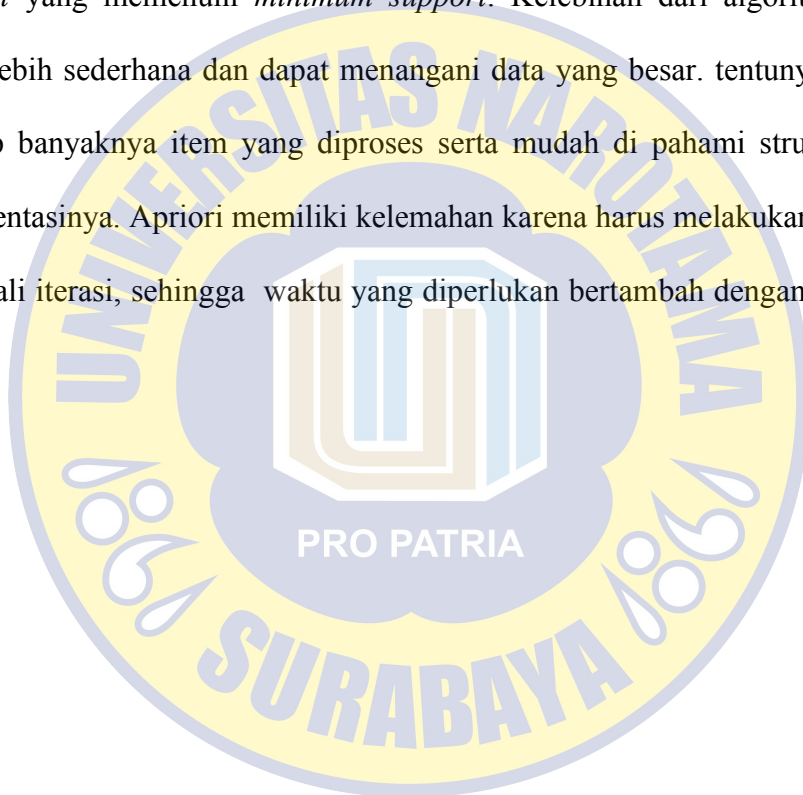 yang memenuhi minimum support. Kelebihan dari algorit
ebih sederhana dan dapat menangani data yang besar. tentuny
banyaknya item yang diproses serta mudah di pahami stru
entasinya. Apriori memiliki kelemahan karena harus melakukan
ali iterasi, sehingga waktu yang diperlukan bertambah dengan
UNIVERSITAS NAROTAMA
PRO PATRIA
SURABAYA